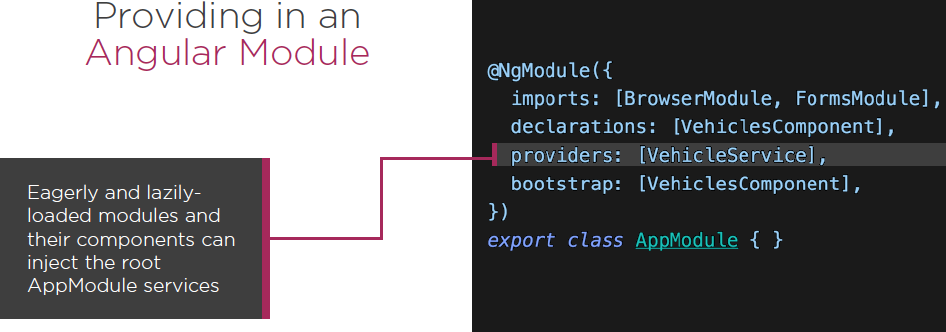 Providing in an
Angular Module
Eagerly and lazily-
loaded modules and
their components can
inject the root
AppModule services
@NgModule({
  imports: [BrowserModule, FormsModule],
  declarations: [VehiclesComponent],
  providers: [VehicleService],
  bootstrap: [VehiclesComponent],
})
export class AppModule { }